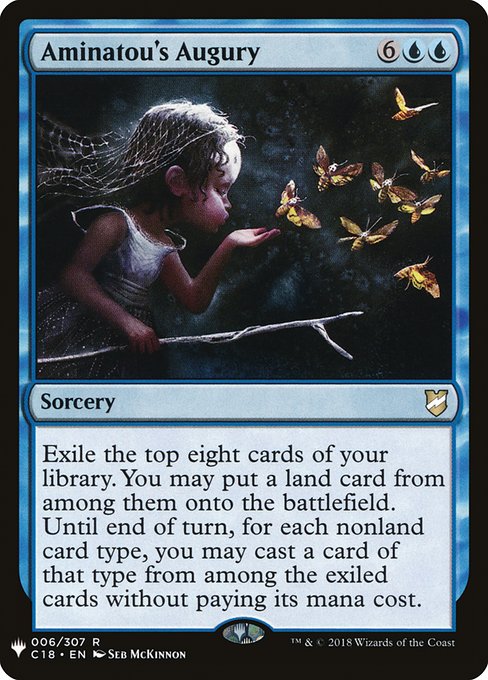 Aminatou's Augury 6
Sorcery
Exile the top eight cards of your
library. You may put a land card from
among them onto the battlefield.
Until end of turn, for each nonland
card type, you may cast a card of
that type from among the exiled
cards without paying its mana cost.
006/307 R
C18 • EN Seb McKinnon
™ & © 2018 Wizards of the Coast